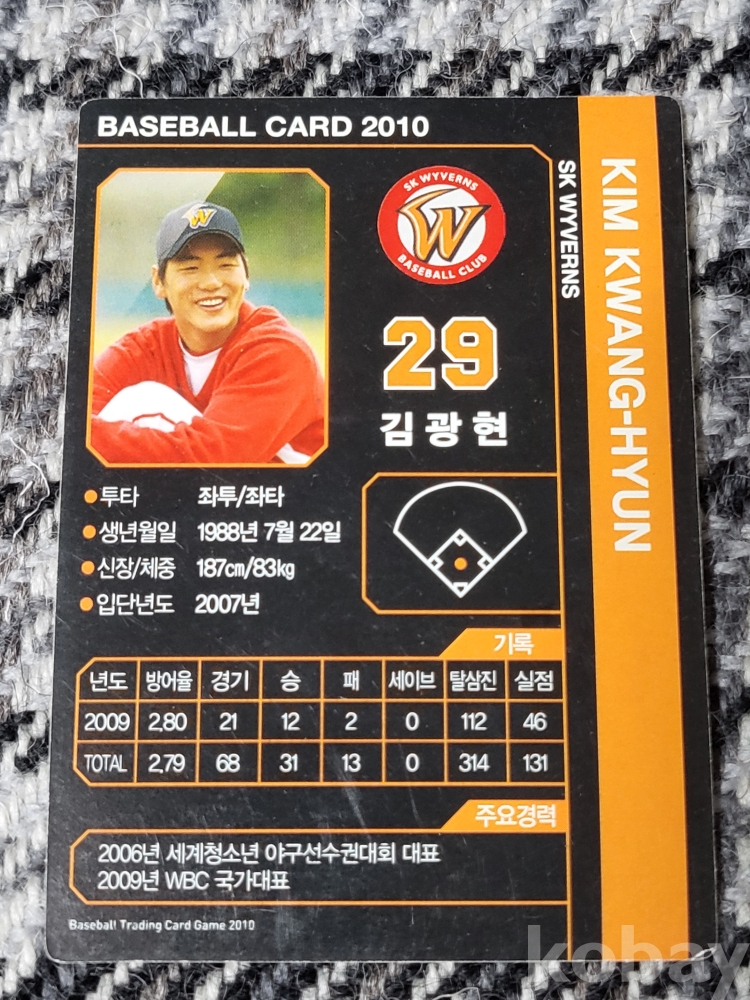 BASEBALL CARD 2010
KIM KWANG-HYUN
SK WYVERNS
W
SK WYVERNS
W
BASEBALL CLUB
29
김광현
투타 좌투/좌타
생년월일 1988년 7월 22일
신장/체중 187cm/83kg
입단년도 2007년
기록
년도 방어율 경기 승 패 세이브 탈삼진 실점
2009 2.80 21 12 2 0 112 46
TOTAL 2.79 68 31 13 0 314 131
주요경력
2006년 세계청소년 야구선수권대회 대표
2009년 WBC 국가대표
Baseball Trading Card Game 2010
kobay